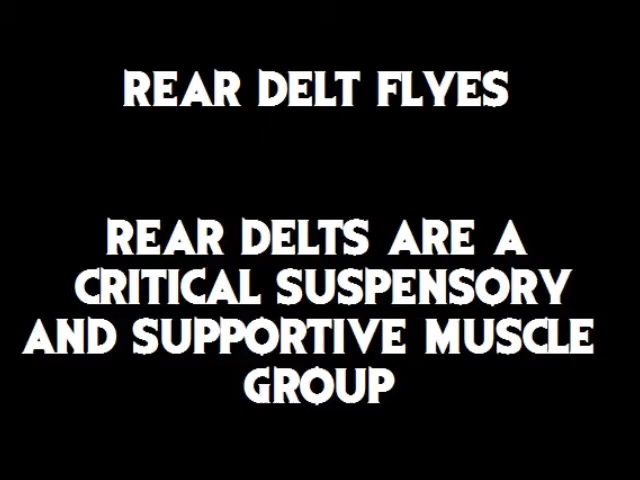 REAR DELT FLYES
REAR DELTS ARE A
CRITICAL SUSPENSORY
AND SUPPORTIVE MUSCLE
GROUP